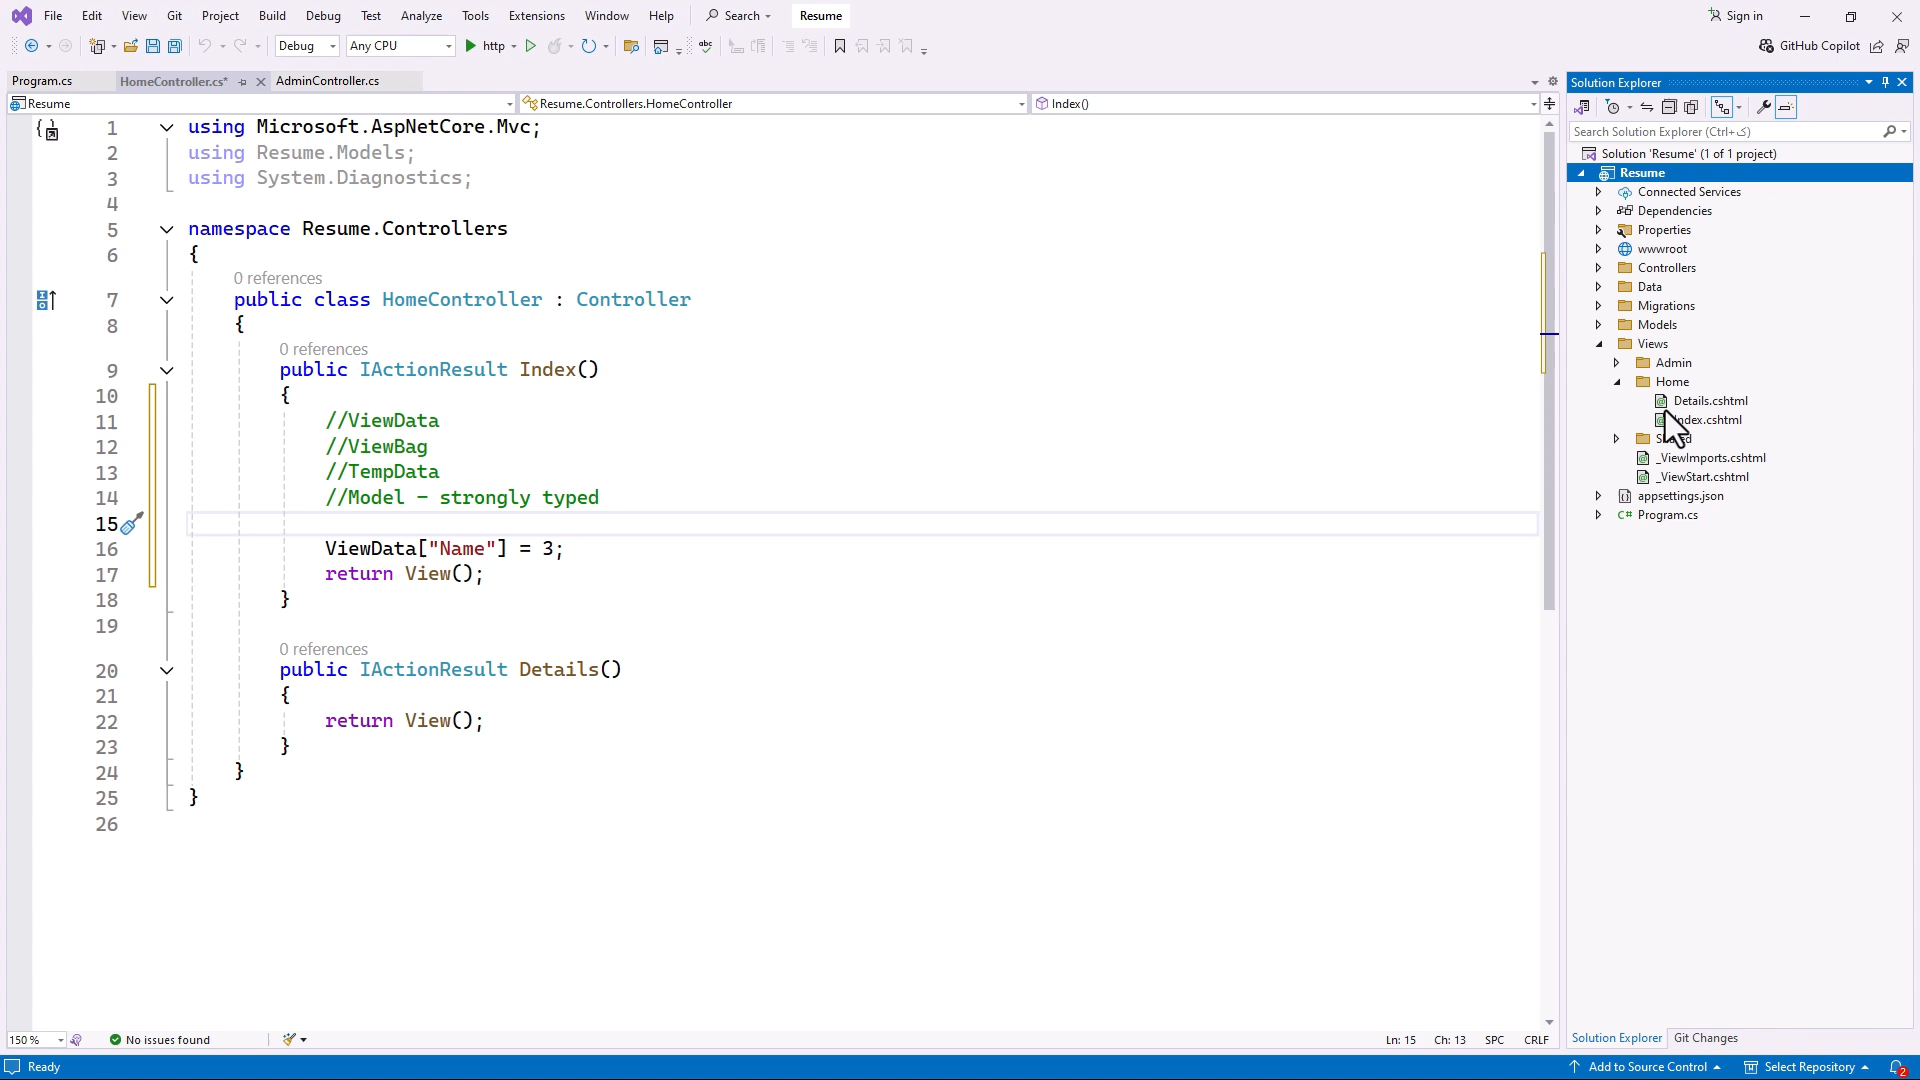 File Edit View Git Project Build Debug Test Analyze Tools Extensions Window Help Search Resume Sign in
Debug Any CPU http GitHub Copilot
Program.cs HomeController.cs* AdminController.cs
Resume Resume.Controllers.HomeController Index()
1 using Microsoft.AspNetCore.Mvc;
2 using Resume.Models;
3 using System.Diagnostics;
4
5 namespace Resume.Controllers
6 {
0 references
7 public class HomeController : Controller
8 {
0 references
9 public IActionResult Index()
10 {
11 //ViewData
12 //ViewBag
13 //TempData
14 //Model - strongly typed
15
16 ViewData["Name"] = 3;
17 return View();
18 }
19
0 references
20 public IActionResult Details()
21 {
22 return View();
23 }
24 }
25 }
26
150 % No issues found Ln: 15 Ch: 13 SPC CRLF
Solution Explorer
Search Solution Explorer (Ctrl+ک)
Solution 'Resume' (1 of 1 project)
Resume
Connected Services
Dependencies
Properties
wwwroot
Controllers
Data
Migrations
Models
Views
Admin
Home
Details.cshtml
ndex.cshtml
_ViewImports.cshtml
_ViewStart.cshtml
appsettings.json
C# Program.cs
Solution Explorer Git Changes
Ready Add to Source Control Select Repository 2